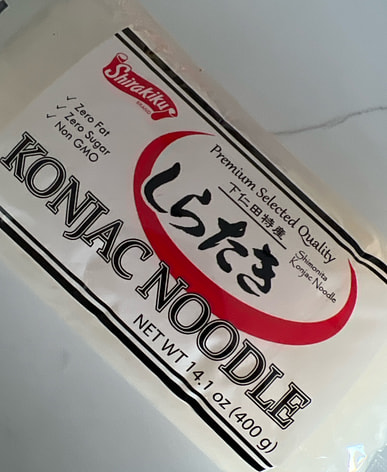 Shirakiku
BRAND
✓ Zero Fat
✓ Zero Sugar
✓ Non GMO
Premium Selected Quality
下仁田特産
しらたき
Shimonita
Konjac Noodle
KONJAC NOODLE
NET WT 14.1 oz (400 g)